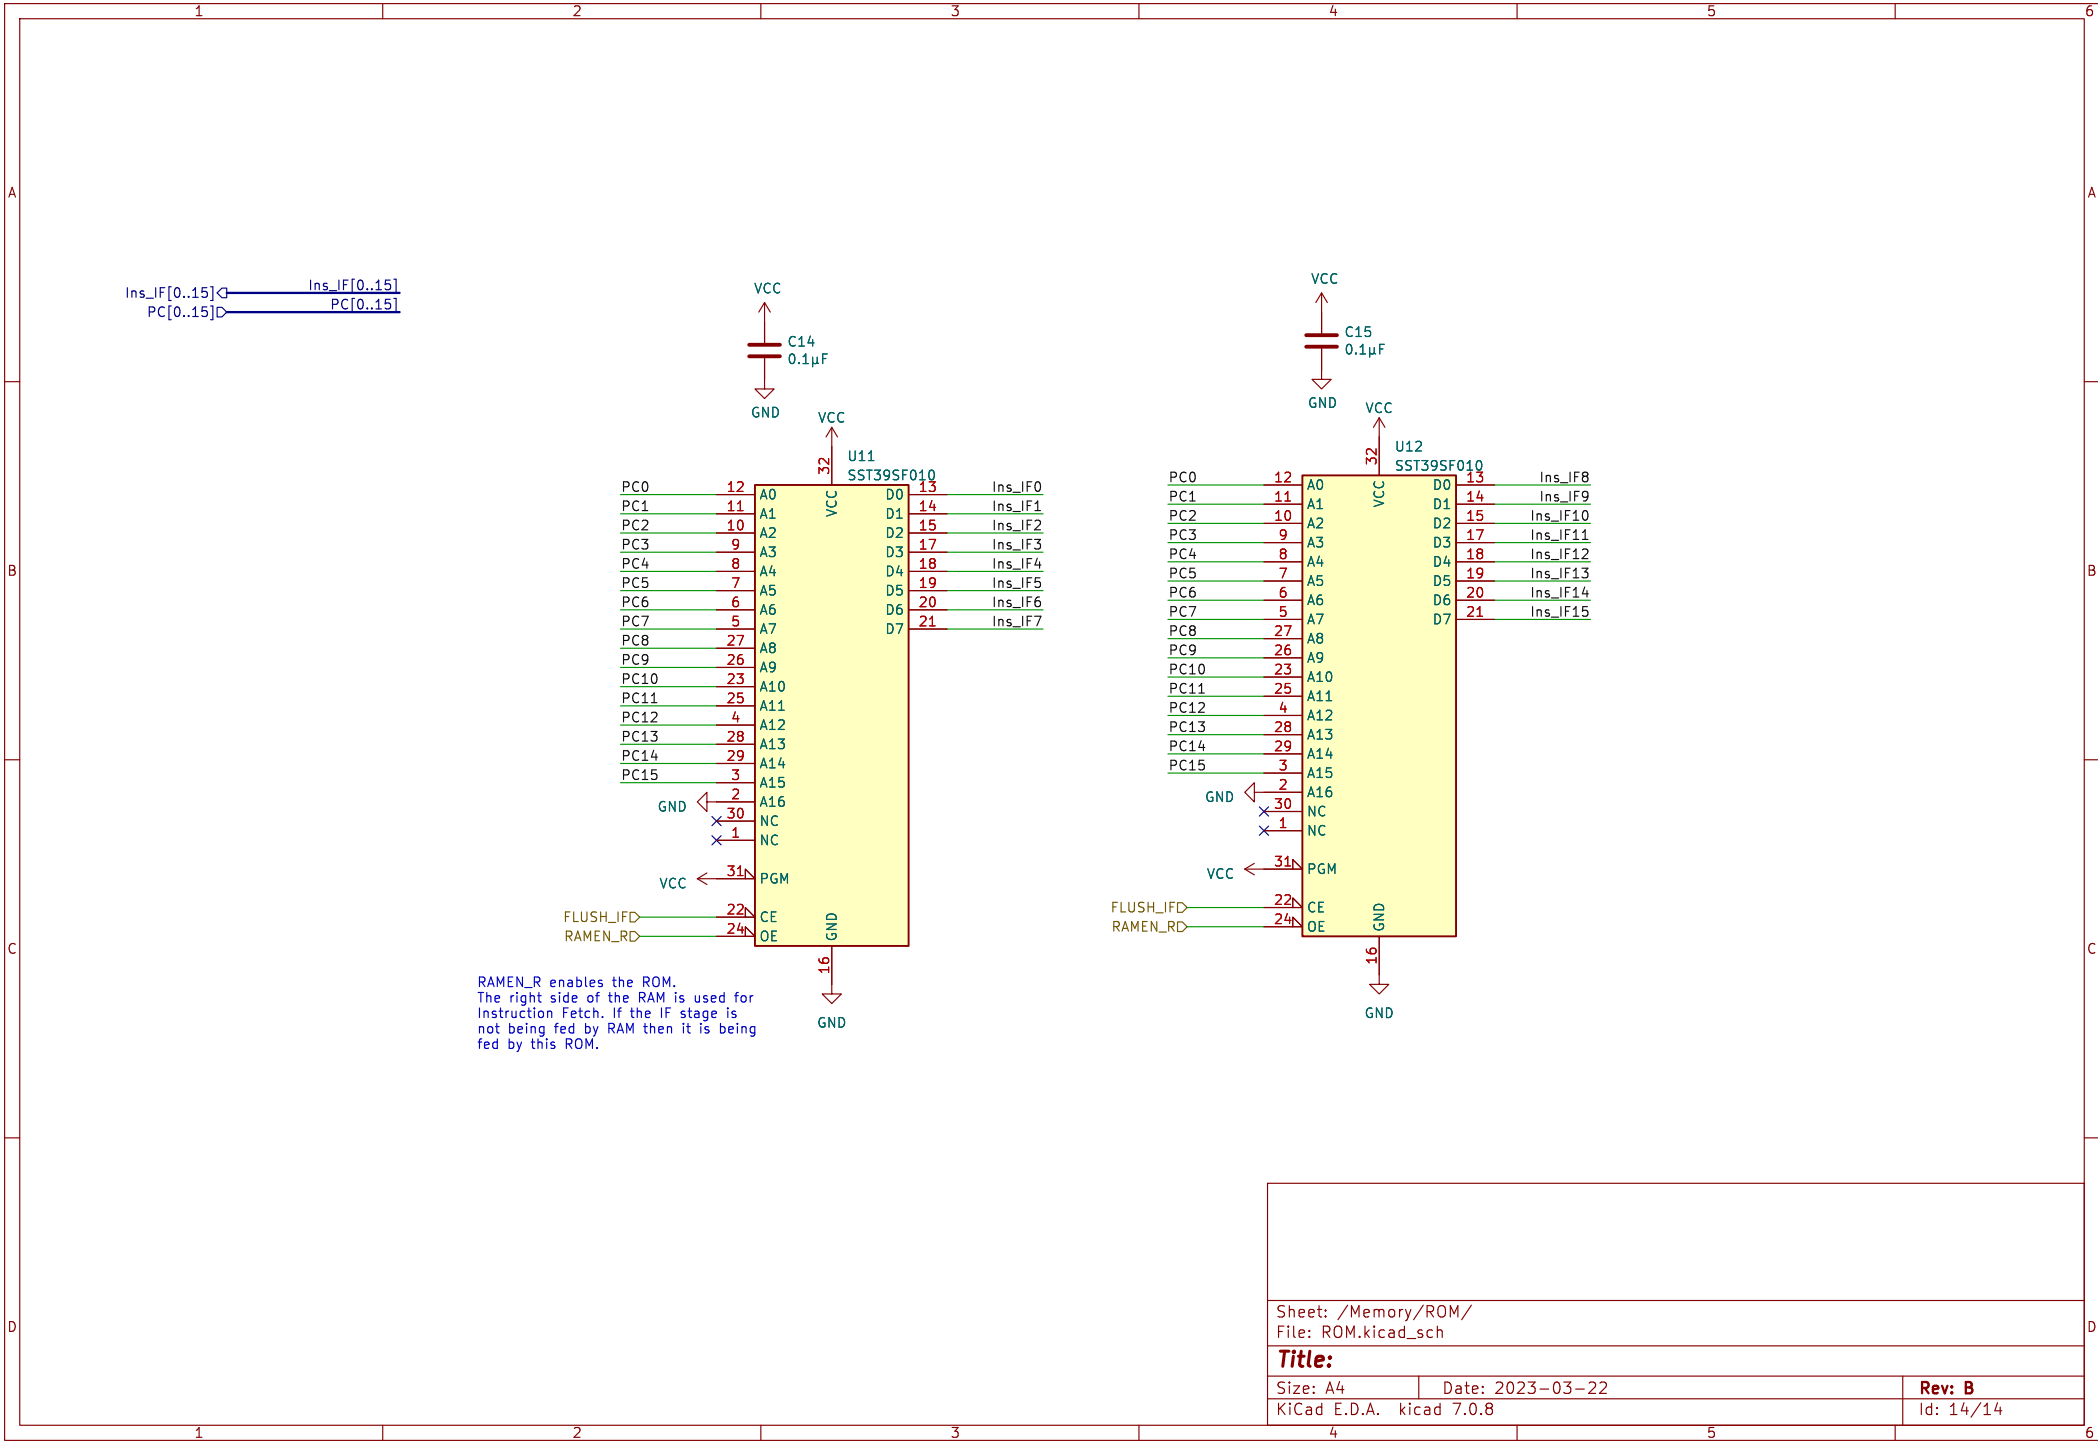 1 2 3 4 5 6
A A
Ins_IF[0..15] Ins_IF[0..15]
PC[0..15] PC[0..15]
VCC
C14
0.1µF
GND
VCC
C15
0.1µF
GND
VCC
32
U11
SST39SF010
VCC
PC0 12 A0 D0 13 Ins_IF0
PC1 11 A1 D1 14 Ins_IF1
PC2 10 A2 D2 15 Ins_IF2
PC3 9 A3 D3 17 Ins_IF3
PC4 8 A4 D4 18 Ins_IF4
PC5 7 A5 D5 19 Ins_IF5
PC6 6 A6 D6 20 Ins_IF6
PC7 5 A7 D7 21 Ins_IF7
PC8 27 A8
PC9 26 A9
PC10 23 A10
PC11 25 A11
PC12 4 A12
PC13 28 A13
PC14 29 A14
PC15 3 A15
GND 2 A16
30 NC
1 NC
VCC 31 PGM
FLUSH_IF 22 CE
RAMEN_R 24 OE
GND
16
GND
VCC
32
U12
SST39SF010
VCC
PC0 12 A0 D0 13 Ins_IF8
PC1 11 A1 D1 14 Ins_IF9
PC2 10 A2 D2 15 Ins_IF10
PC3 9 A3 D3 17 Ins_IF11
PC4 8 A4 D4 18 Ins_IF12
PC5 7 A5 D5 19 Ins_IF13
PC6 6 A6 D6 20 Ins_IF14
PC7 5 A7 D7 21 Ins_IF15
PC8 27 A8
PC9 26 A9
PC10 23 A10
PC11 25 A11
PC12 4 A12
PC13 28 A13
PC14 29 A14
PC15 3 A15
GND 2 A16
30 NC
1 NC
VCC 31 PGM
FLUSH_IF 22 CE
RAMEN_R 24 OE
GND
16
GND
B B
C C
RAMEN_R enables the ROM.
The right side of the RAM is used for
Instruction Fetch. If the IF stage is
not being fed by RAM then it is being
fed by this ROM.
D D
Sheet: /Memory/ROM/
File: ROM.kicad_sch
Title:
Size: A4 Date: 2023-03-22 Rev: B
KiCad E.D.A. kicad 7.0.8 Id: 14/14
1 2 3 4 5 6